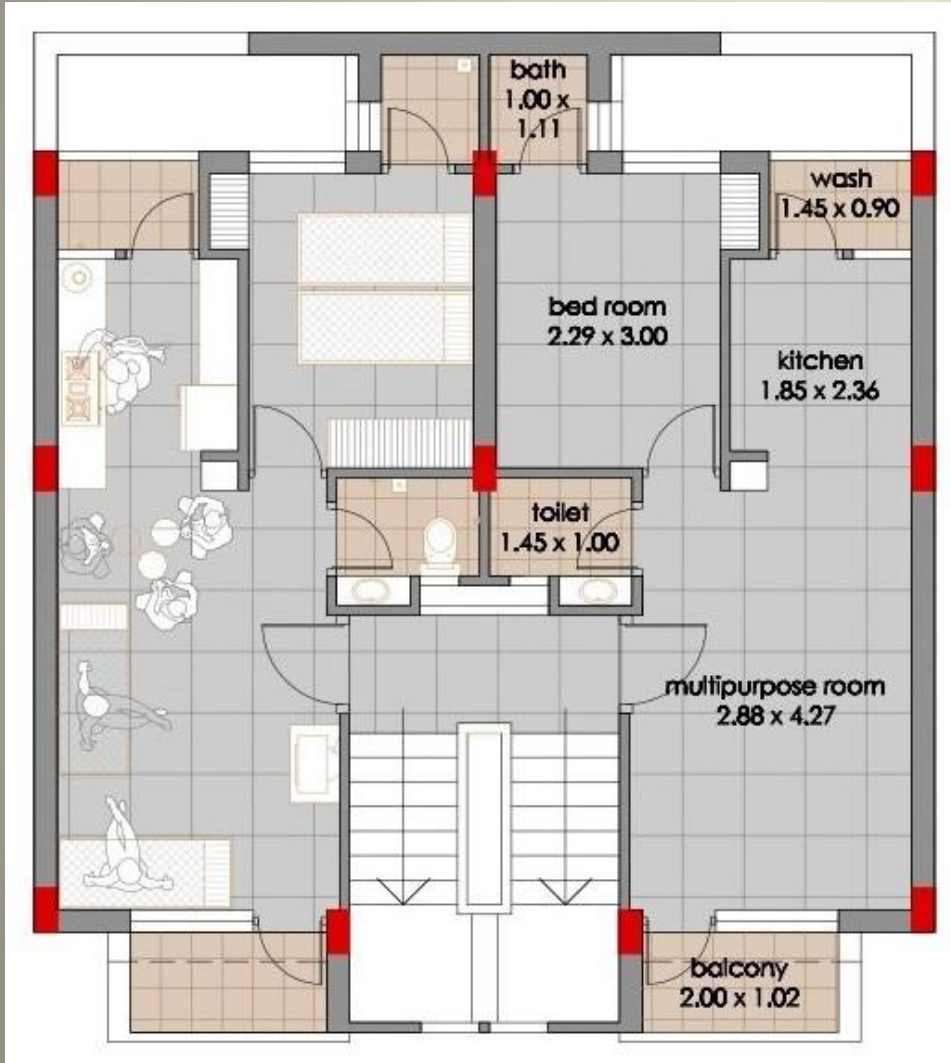 bath
1.00 x
1.11
wash
1.45 x 0.90
bed room
2.29 x 3.00
kitchen
1.85 x 2.36
toilet
1.45 x 1.00
multipurpose room
2.88 x 4.27
balcony
2.00 x 1.02